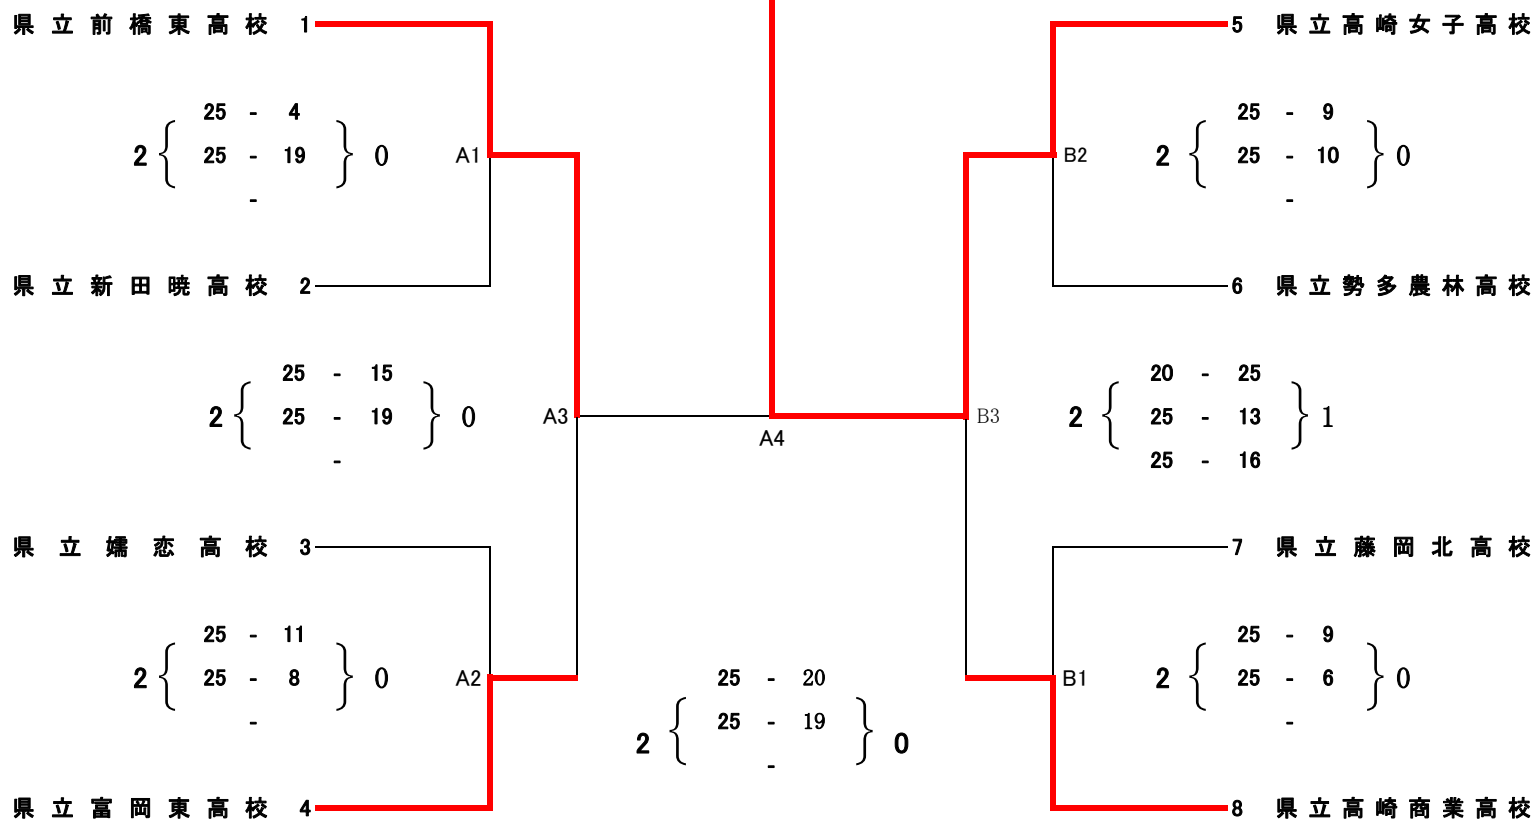 県立前橋東高校 1
5 県立高崎女子高校
25 - 4
2 { 25 - 19 } 0
-
A1
B2
25 - 9
2 { 25 - 10 } 0
-
県立新田暁高校 2
6 県立勢多農林高校
25 - 15
2 { 25 - 19 } 0
-
A3
A4
B3
20 - 25
2 { 25 - 13 } 1
25 - 16
県立嬬恋高校 3
7 県立藤岡北高校
25 - 11
2 { 25 - 8 } 0
-
A2
25 - 20
25 - 19
2 { } 0
-
B1
25 - 9
2 { 25 - 6 } 0
-
県立富岡東高校 4
8 県立高崎商業高校